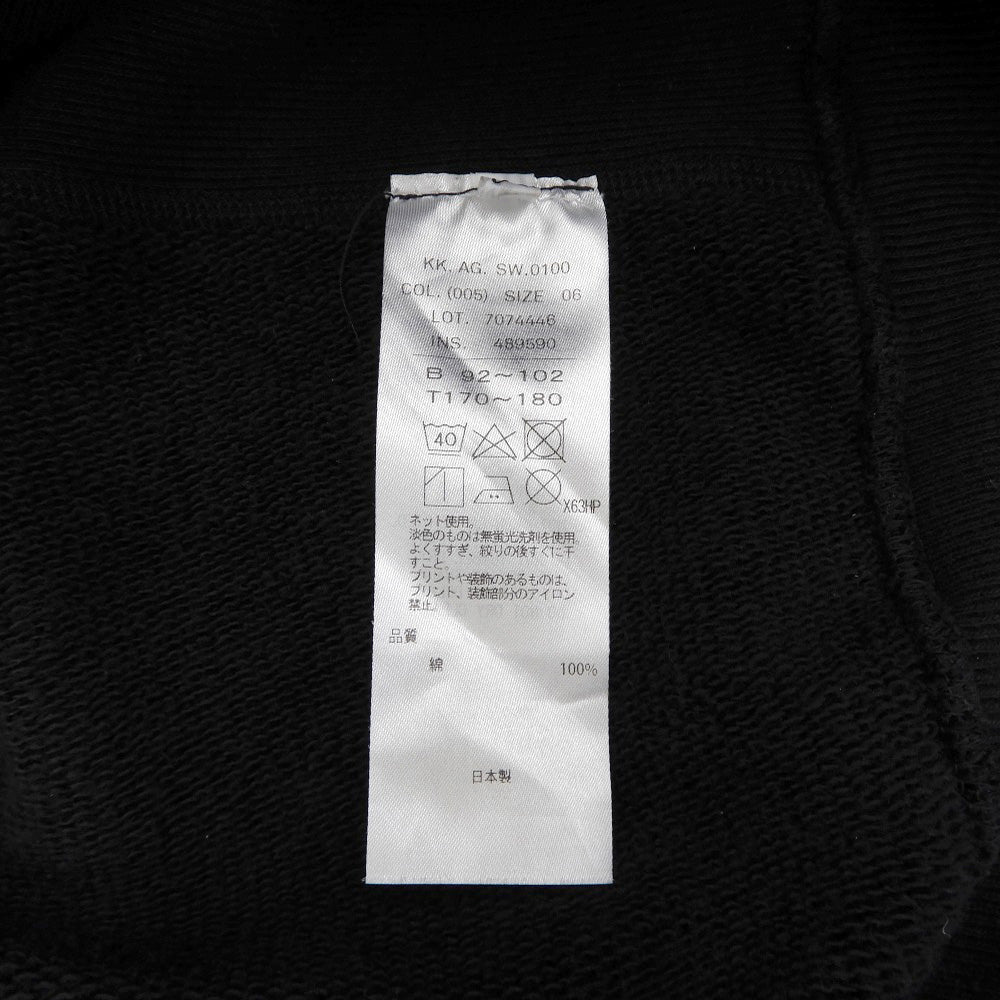 KK. AG. SW.0100
COL. (005) SIZE 06
LOT. 7074446
INS. 489590
B 92～102
T170～180
40
X63HP
ネット使用。
淡色のものは無蛍光洗剤を使用。
よくすすぎ、絞りの後すぐに干
すこと。
プリントや装飾のあるものは、
プリント、装飾部分のアイロン
禁止。
品質
綿 100%
日本製